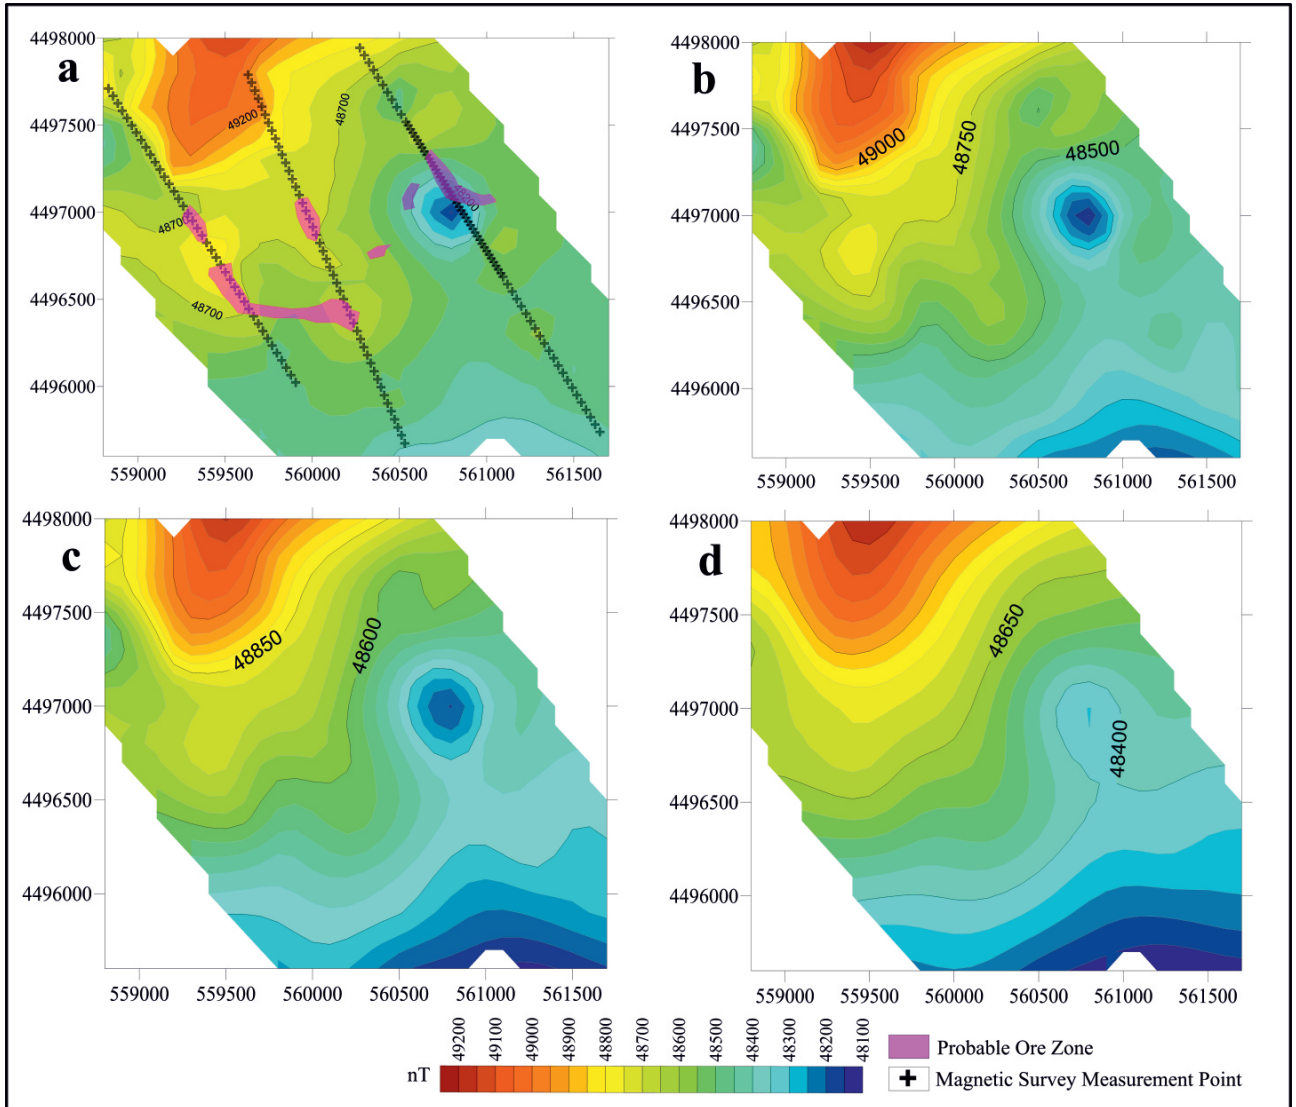 a
4498000
4497500
4497000
4496500
4496000
559000 559500 560000 560500 561000 561500
49200
48700
48700
48700
48200
b
4498000
4497500
4497000
4496500
4496000
559000 559500 560000 560500 561000 561500
49000
48750
48500
c
4498000
4497500
4497000
4496500
4496000
559000 559500 560000 560500 561000 561500
48850
48600
d
4498000
4497500
4497000
4496500
4496000
559000 559500 560000 560500 561000 561500
48650
48400
nT
49200 49100 49000 48900 48800 48700 48600 48500 48400 48300 48200 48100
Probable Ore Zone
Magnetic Survey Measurement Point